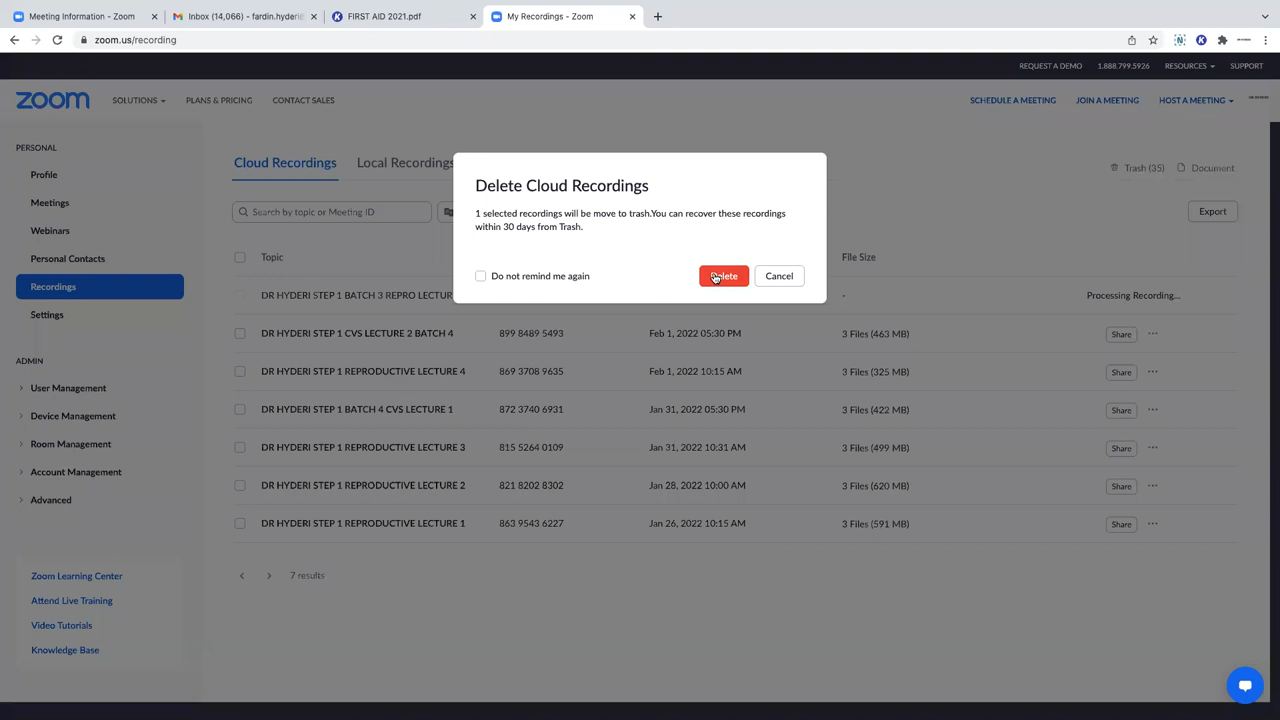 Meeting Information - Zoom
Inbox (14,066) - fardin.hyderi
FIRST AID 2021.pdf
My Recordings - Zoom
zoom.us/recording
REQUEST A DEMO 1.888.799.5926 RESOURCES SUPPORT
zoom SOLUTIONS PLANS & PRICING CONTACT SALES SCHEDULE A MEETING JOIN A MEETING HOST A MEETING
PERSONAL
Profile
Meetings
Webinars
Personal Contacts
Recordings
Settings
ADMIN
User Management
Device Management
Room Management
Account Management
Advanced
Zoom Learning Center
Attend Live Training
Video Tutorials
Knowledge Base
Cloud Recordings Local Recordings Trash (35) Document
Search by topic or Meeting ID Export
Delete Cloud Recordings
1 selected recordings will be move to trash.You can recover these recordings
within 30 days from Trash.
Do not remind me again Delete Cancel
Topic File Size
DR HYDERI STEP 1 BATCH 3 REPRO LECTUR - Processing Recording...
DR HYDERI STEP 1 CVS LECTURE 2 BATCH 4 899 8489 5493 Feb 1, 2022 05:30 PM 3 Files (463 MB) Share ...
DR HYDERI STEP 1 REPRODUCTIVE LECTURE 4 869 3708 9635 Feb 1, 2022 10:15 AM 3 Files (325 MB) Share ...
DR HYDERI STEP 1 BATCH 4 CVS LECTURE 1 872 3740 6931 Jan 31, 2022 05:30 PM 3 Files (422 MB) Share ...
DR HYDERI STEP 1 REPRODUCTIVE LECTURE 3 815 5264 0109 Jan 31, 2022 10:31 AM 3 Files (499 MB) Share ...
DR HYDERI STEP 1 REPRODUCTIVE LECTURE 2 821 8202 8302 Jan 28, 2022 10:00 AM 3 Files (620 MB) Share ...
DR HYDERI STEP 1 REPRODUCTIVE LECTURE 1 863 9543 6227 Jan 26, 2022 10:15 AM 3 Files (591 MB) Share ...
7 results